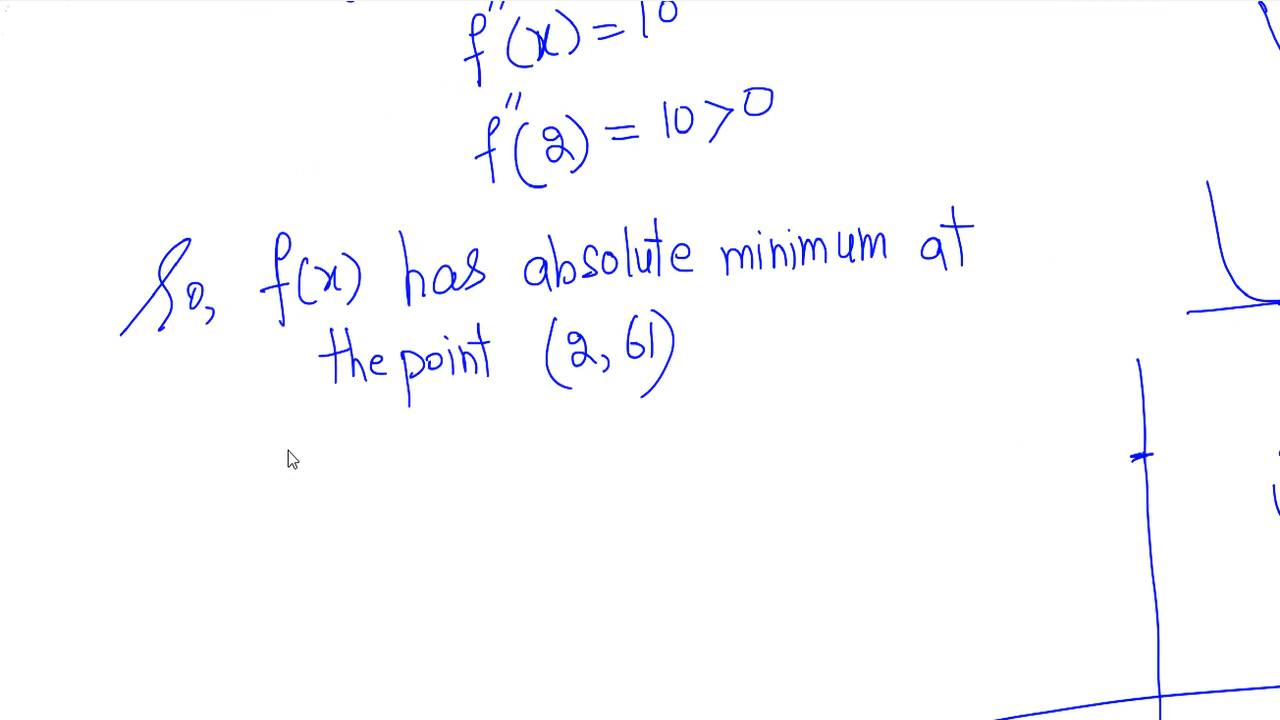 f''(x) = 10
f''(2) = 10 > 0
So, f(x) has absolute minimum at
the point (2, 61)